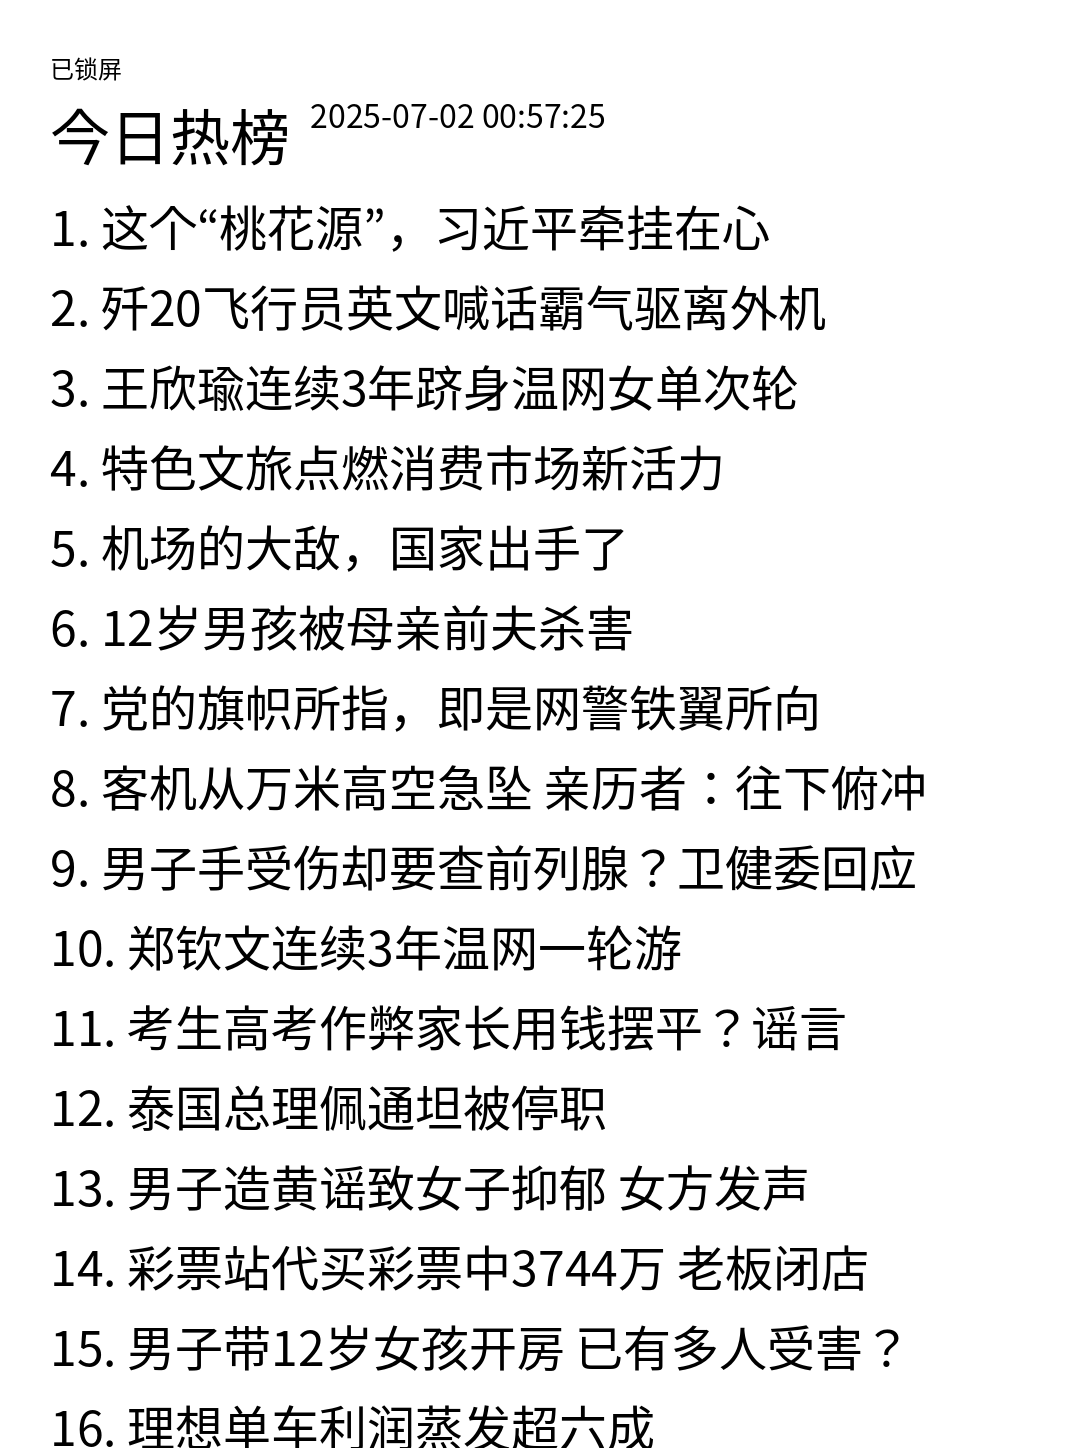 已锁屏
今日热榜 2025-07-02 00:57:25
1. 这个“桃花源”，习近平牵挂在心
2. 歼20飞行员英文喊话霸气驱离外机
3. 王欣瑜连续3年跻身温网女单次轮
4. 特色文旅点燃消费市场新活力
5. 机场的大敌，国家出手了
6. 12岁男孩被母亲前夫杀害
7. 党的旗帜所指，即是网警铁翼所向
8. 客机从万米高空急坠 亲历者：往下俯冲
9. 男子手受伤却要查前列腺？卫健委回应
10. 郑钦文连续3年温网一轮游
11. 考生高考作弊家长用钱摆平？谣言
12. 泰国总理佩通坦被停职
13. 男子造黄谣致女子抑郁 女方发声
14. 彩票站代买彩票中3744万 老板闭店
15. 男子带12岁女孩开房 已有多人受害？
16. 理想单车利润蒸发超六成